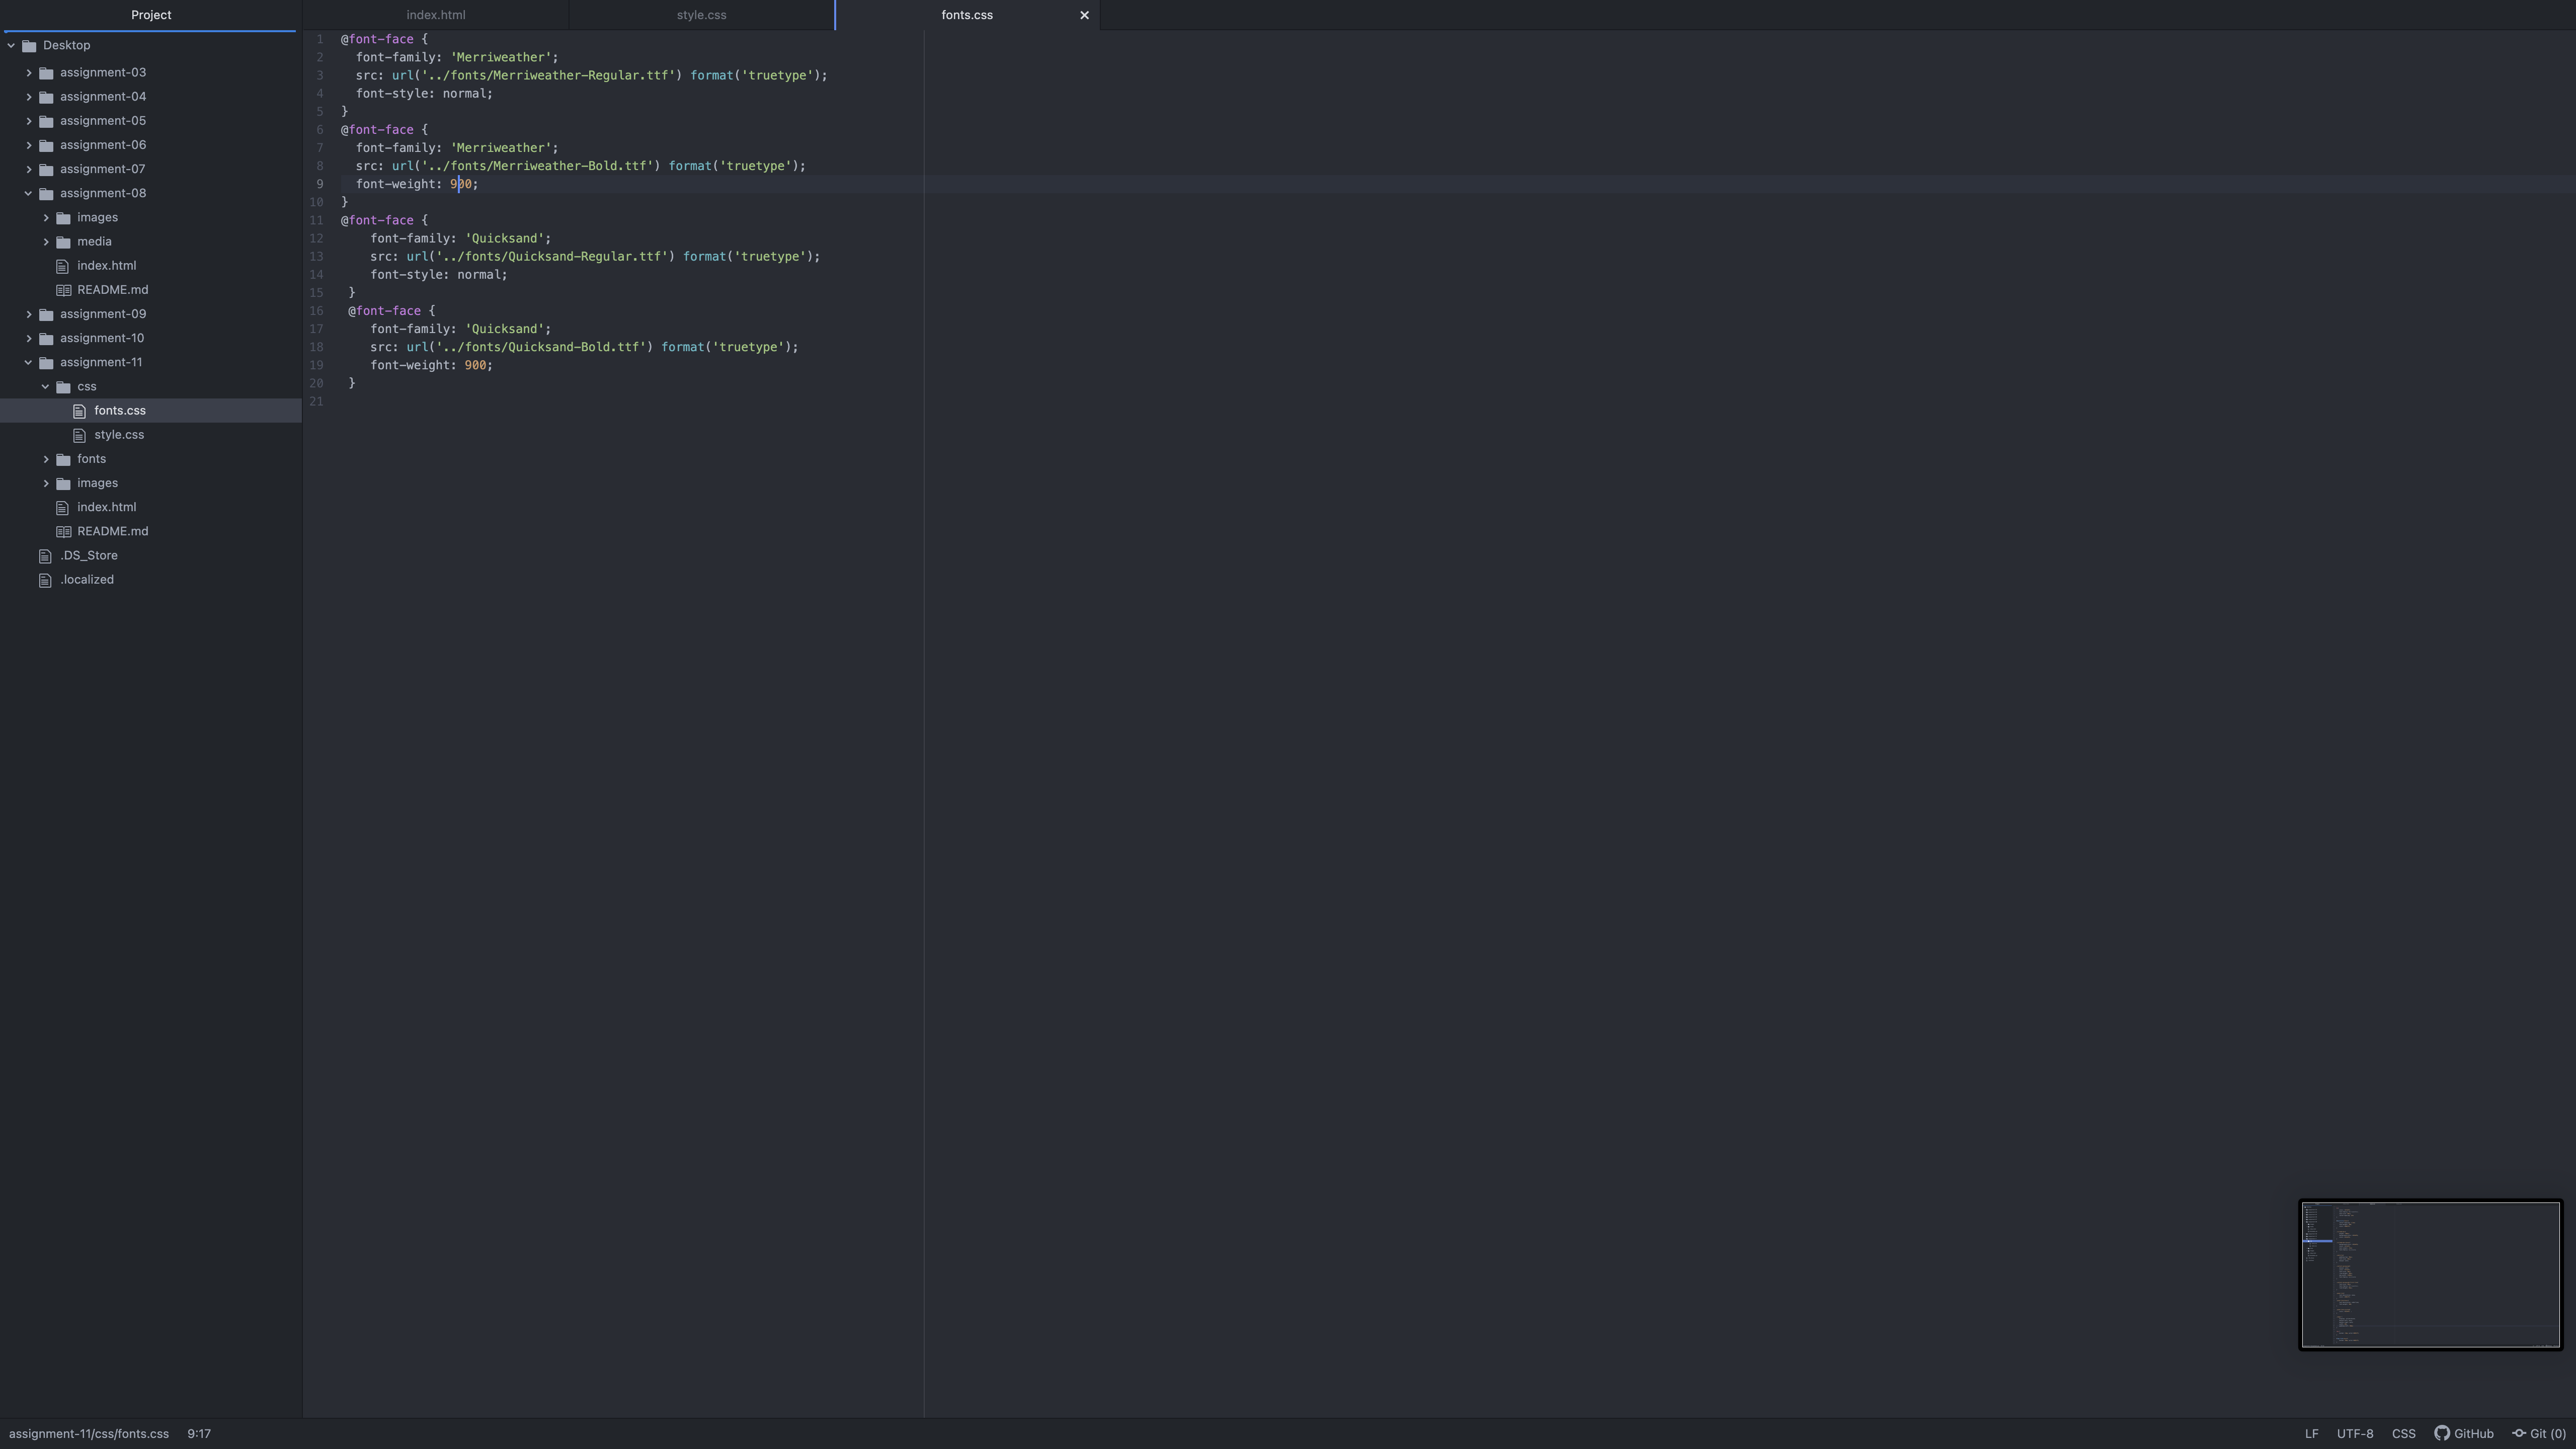 Project
Desktop
assignment-03
assignment-04
assignment-05
assignment-06
assignment-07
assignment-08
images
media
index.html
README.md
assignment-09
assignment-10
assignment-11
css
fonts.css
style.css
fonts
images
index.html
README.md
.DS_Store
.localized
index.html
style.css
fonts.css
1 @font-face {
2 font-family: 'Merriweather';
3 src: url('../fonts/Merriweather-Regular.ttf') format('truetype');
4 font-style: normal;
5 }
6 @font-face {
7 font-family: 'Merriweather';
8 src: url('../fonts/Merriweather-Bold.ttf') format('truetype');
9 font-weight: 900;
10 }
11 @font-face {
12 font-family: 'Quicksand';
13 src: url('../fonts/Quicksand-Regular.ttf') format('truetype');
14 font-style: normal;
15 }
16 @font-face {
17 font-family: 'Quicksand';
18 src: url('../fonts/Quicksand-Bold.ttf') format('truetype');
19 font-weight: 900;
20 }
21
assignment-11/css/fonts.css 9:17
LF UTF-8 CSS GitHub Git (0)